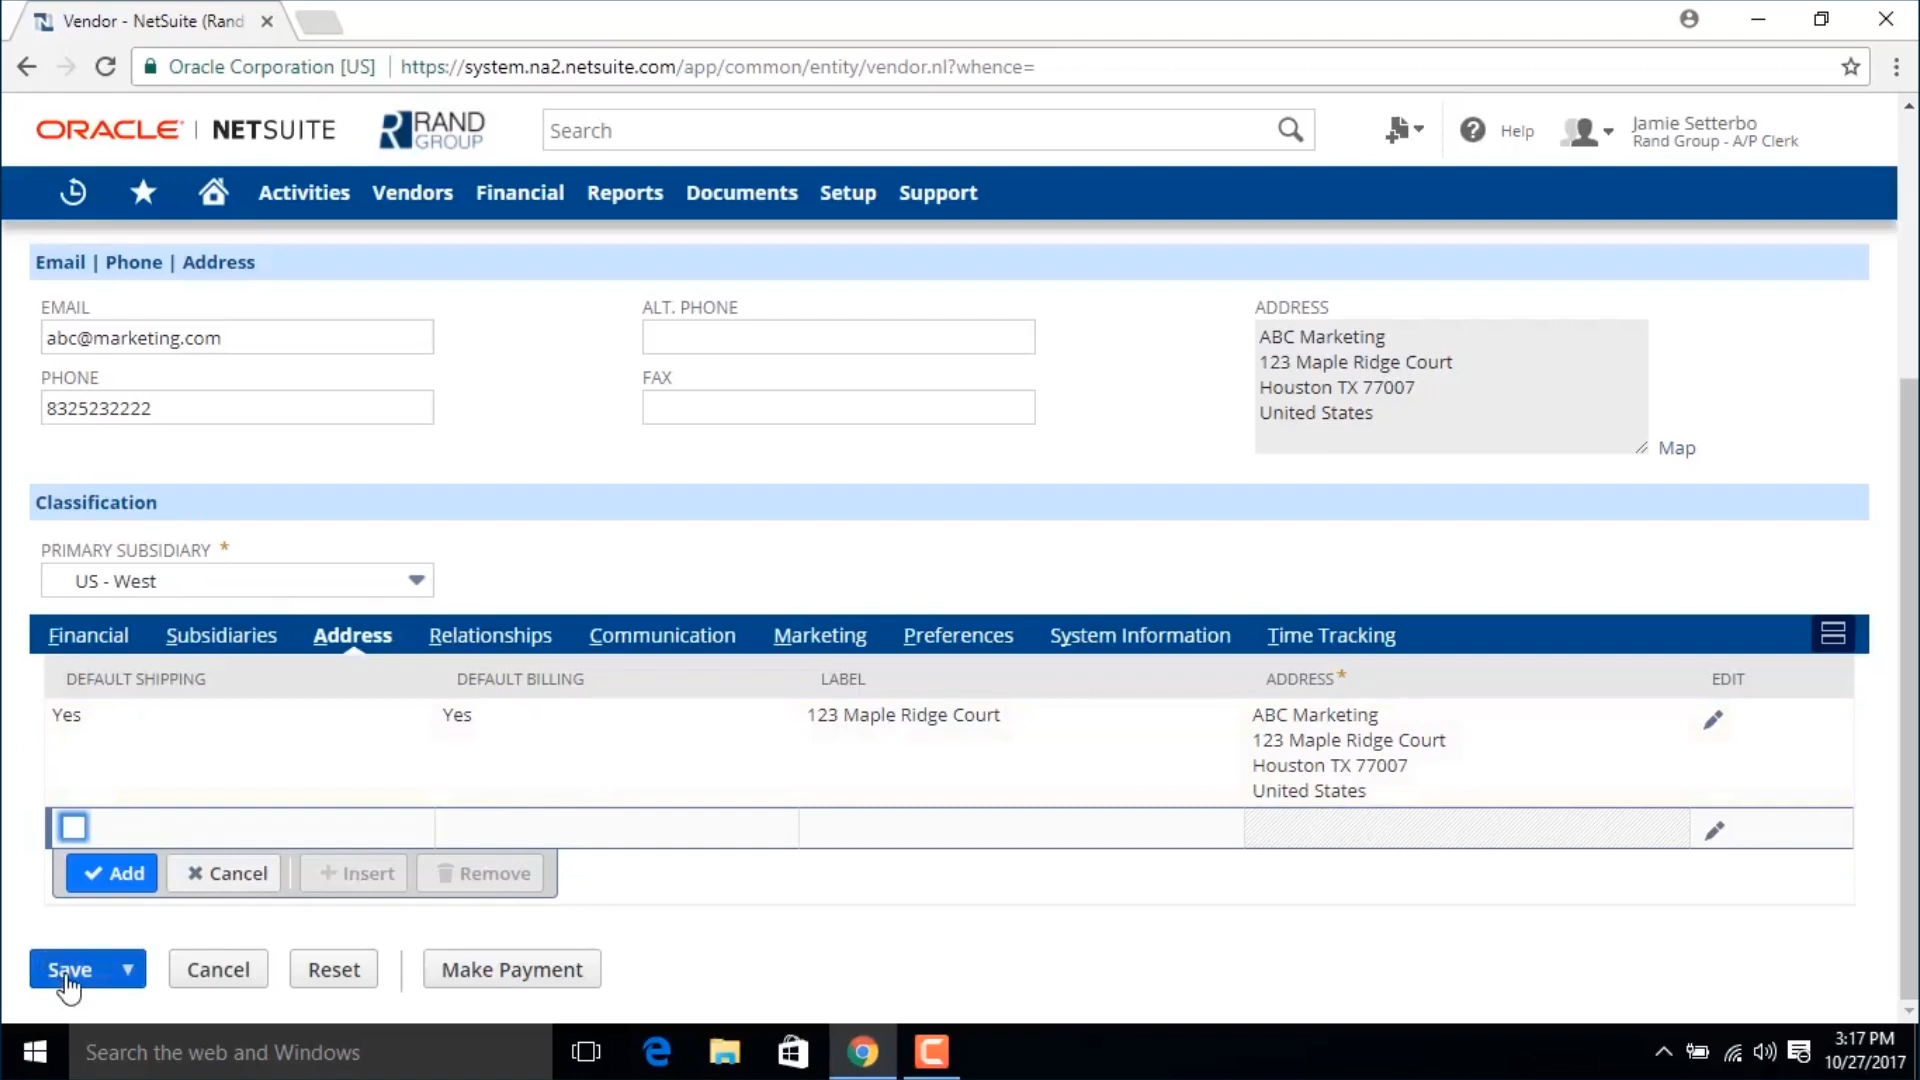 Vendor - NetSuite (Rand
Oracle Corporation [US] https://system.na2.netsuite.com/app/common/entity/vendor.nl?whence=
ORACLE | NETSUITE RAND GROUP Search Help Jamie Setterbo
Rand Group - A/P Clerk
Activities Vendors Financial Reports Documents Setup Support
Email | Phone | Address
EMAIL ALT. PHONE ADDRESS
abc@marketing.com ABC Marketing
123 Maple Ridge Court
PHONE FAX Houston TX 77007
8325232222 United States
Map
Classification
PRIMARY SUBSIDIARY *
US - West
Financial Subsidiaries Address Relationships Communication Marketing Preferences System Information Time Tracking
DEFAULT SHIPPING DEFAULT BILLING LABEL ADDRESS* EDIT
Yes Yes 123 Maple Ridge Court ABC Marketing
123 Maple Ridge Court
Houston TX 77007
United States
Add Cancel Insert Remove
Save Cancel Reset Make Payment
Search the web and Windows 3:17 PM
10/27/2017